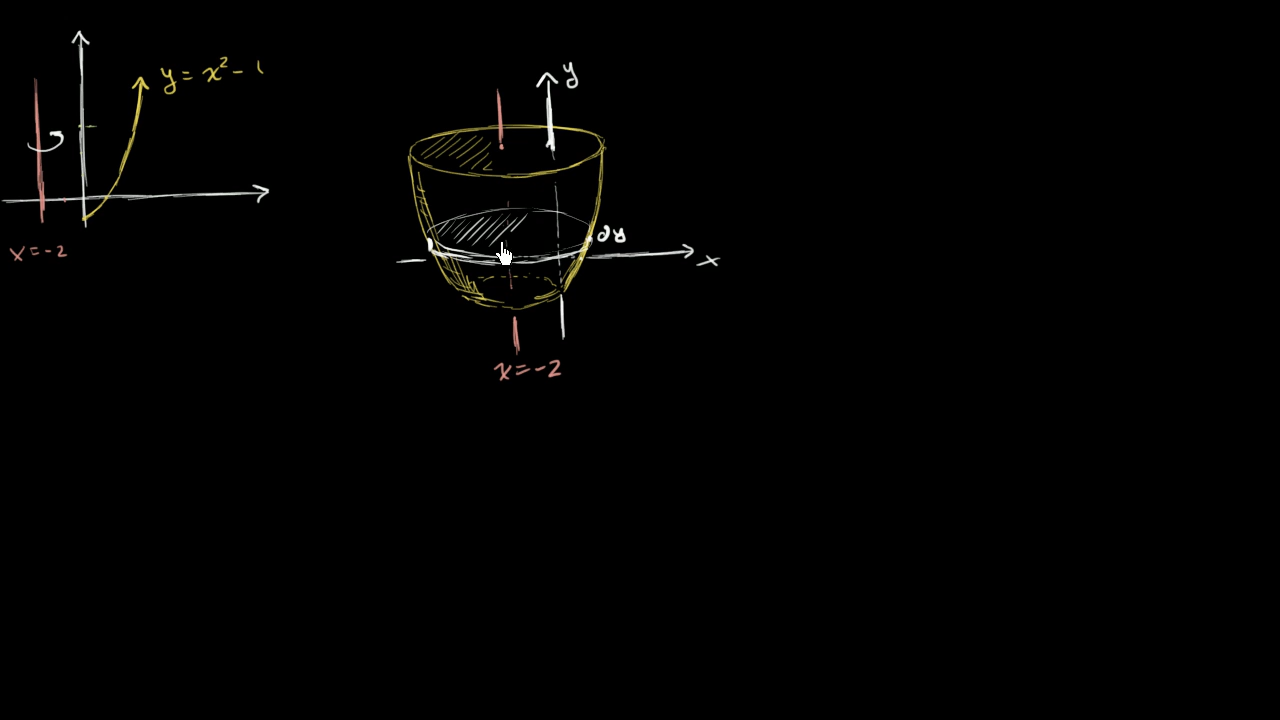 y = x² - 1
x = -2
y
dy
x
x = -2